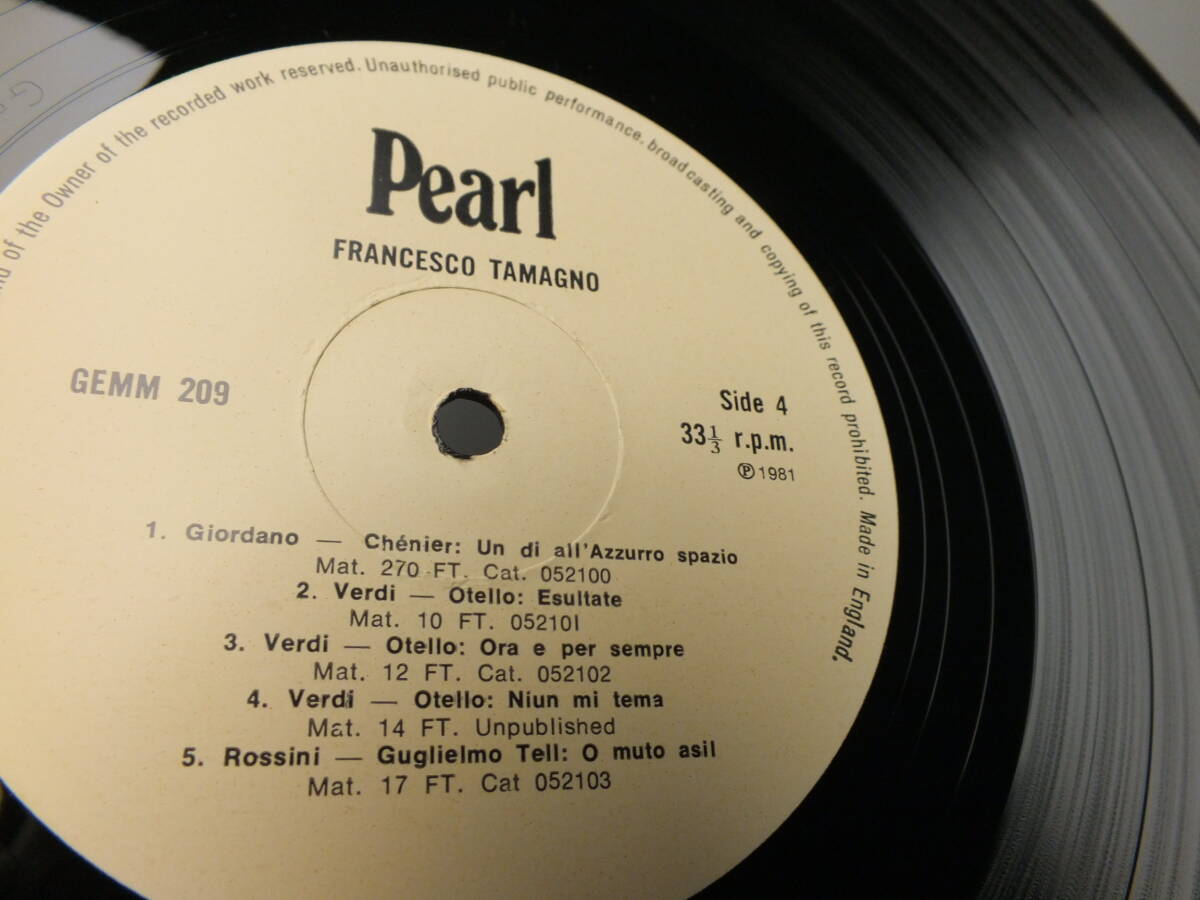 nd of the Owner of the recorded work reserved. Unauthorised public performance. broadcasting and copying of this record prohibited. Made in England.
Pearl
FRANCESCO TAMAGNO
GEMM 209
Side 4
33⅓ r.p.m.
Ⓟ 1981
1. Giordano — Chénier: Un di all'Azzurro spazio
Mat. 270 FT. Cat. 052100
2. Verdi — Otello: Esultate
Mat. 10 FT. 052101
3. Verdi — Otello: Ora e per sempre
Mat. 12 FT. Cat. 052102
4. Verdi — Otello: Niun mi tema
Mat. 14 FT. Unpublished
5. Rossini — Guglielmo Tell: O muto asil
Mat. 17 FT. Cat 052103